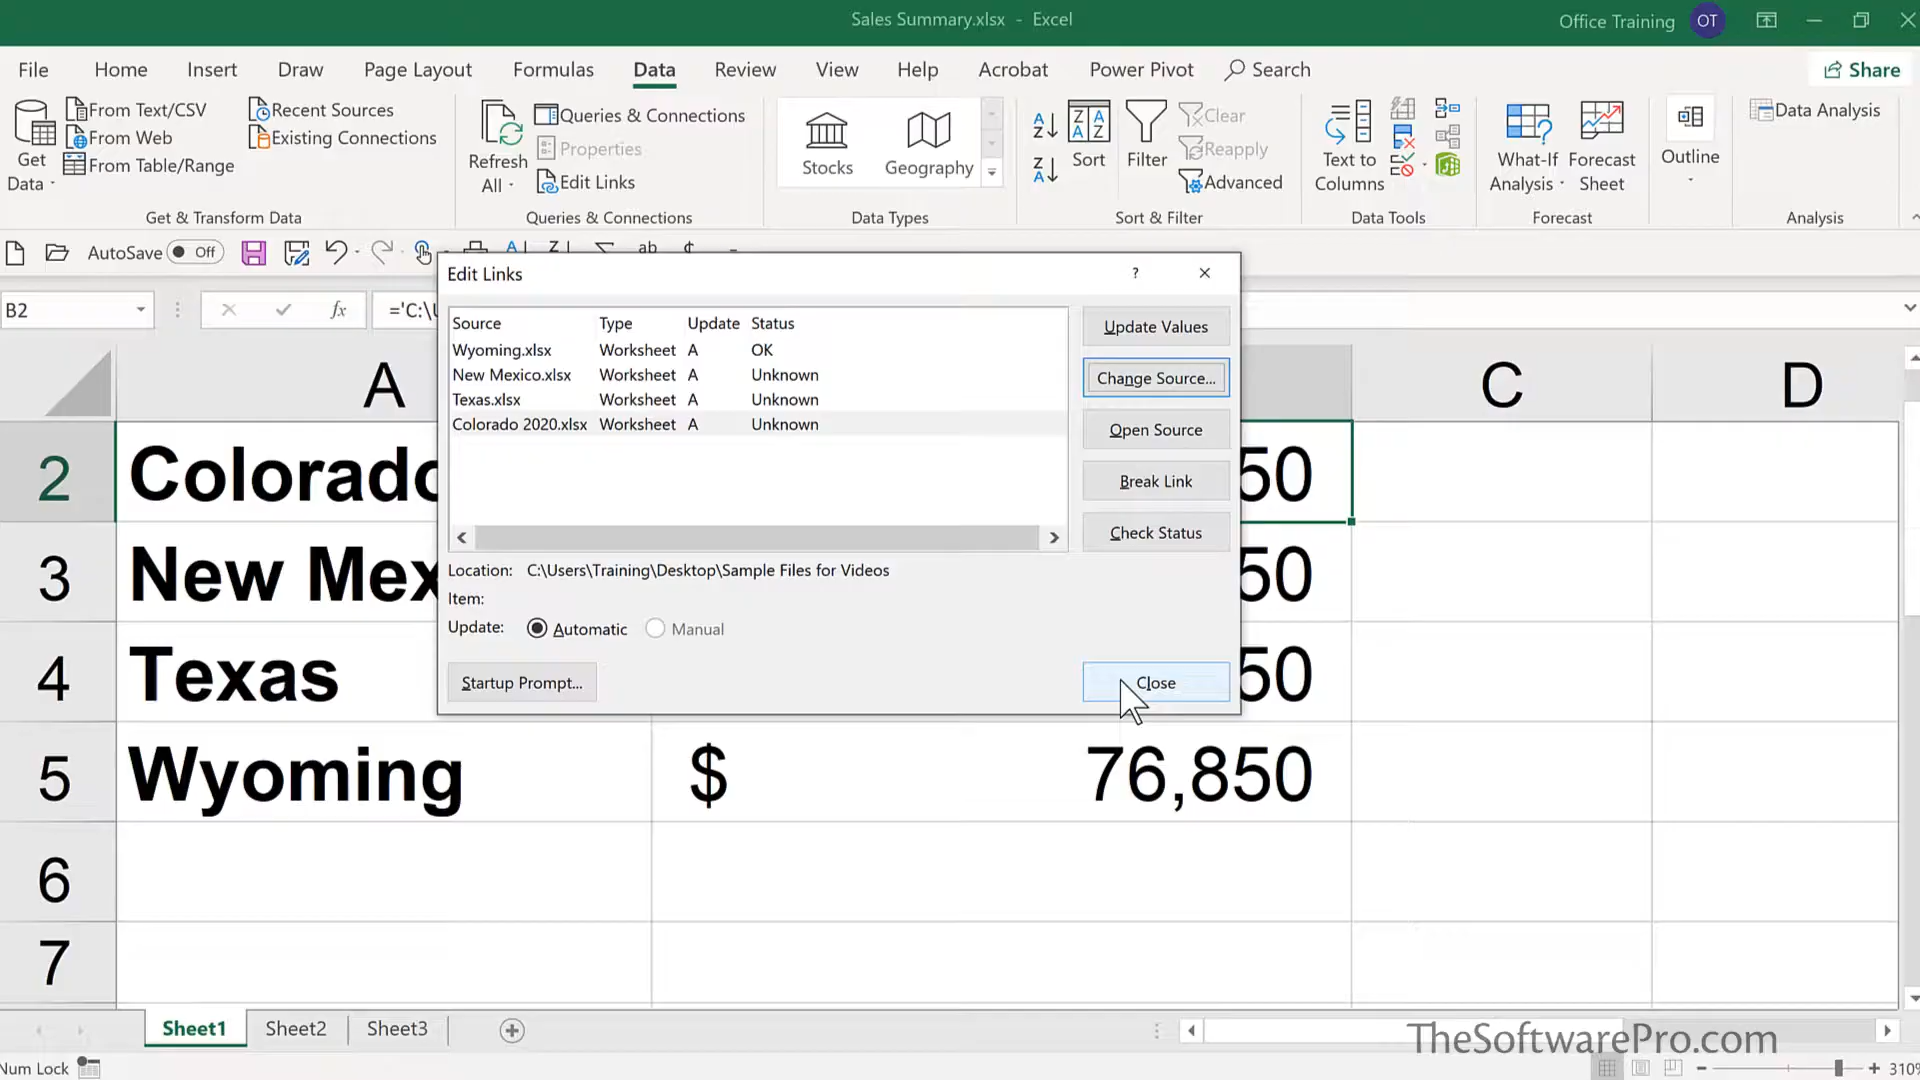 Sales Summary.xlsx - Excel
Office Training OT
File Home Insert Draw Page Layout Formulas Data Review View Help Acrobat Power Pivot Search Share
Get Data
From Text/CSV
From Web
From Table/Range
Recent Sources
Existing Connections
Get & Transform Data
Refresh All
Queries & Connections
Properties
Edit Links
Queries & Connections
Stocks
Geography
Data Types
Sort
Filter
Clear
Reapply
Advanced
Sort & Filter
Text to Columns
Data Tools
What-If Analysis
Forecast Sheet
Forecast
Outline
Data Analysis
Analysis
AutoSave Off
B2
fx
='C:\
Edit Links
?
Source Type Update Status
Wyoming.xlsx Worksheet A OK
New Mexico.xlsx Worksheet A Unknown
Texas.xlsx Worksheet A Unknown
Colorado 2020.xlsx Worksheet A Unknown
Update Values
Change Source...
Open Source
Break Link
Check Status
Location: C:\Users\Training\Desktop\Sample Files for Videos
Item:
Update: Automatic Manual
Startup Prompt...
Close
A C D
2 Colorado 50
3 New Mex 50
4 Texas 50
5 Wyoming $ 76,850
6
7
Sheet1 Sheet2 Sheet3
TheSoftwarePro.com
Num Lock
310%